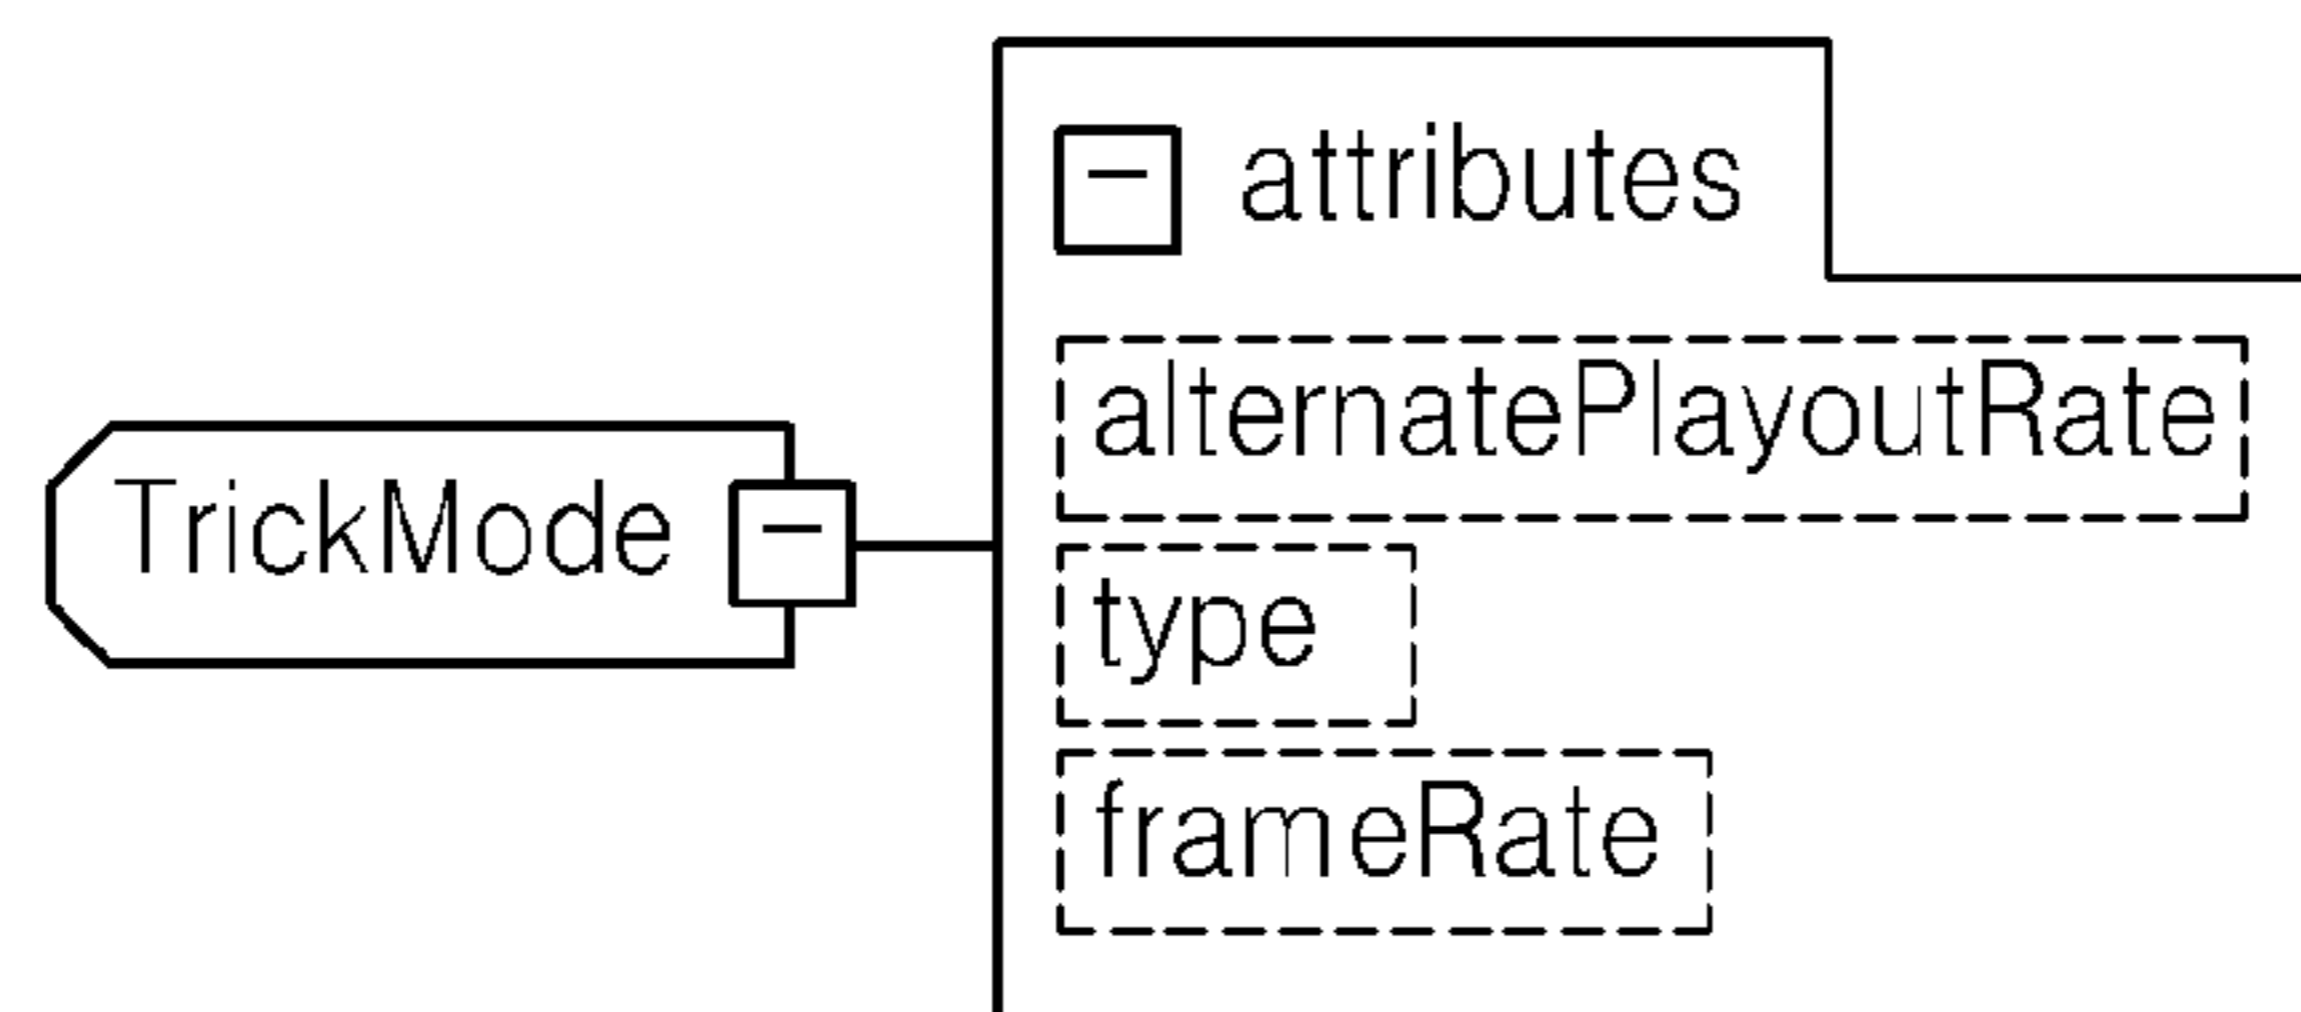 attributes
alternatePlayoutRate
TrickMode
type
frameRate